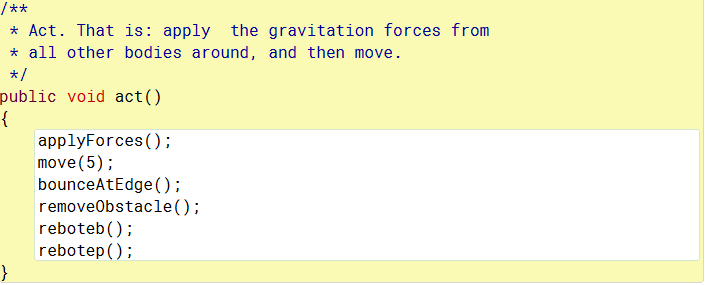 /**
 * Act. That is: apply  the gravitation forces from
 * all other bodies around, and then move.
 */
public void act()
{
    applyForces();
    move(5);
    bounceAtEdge();
    removeObstacle();
    reboteb();
    rebotep();
}